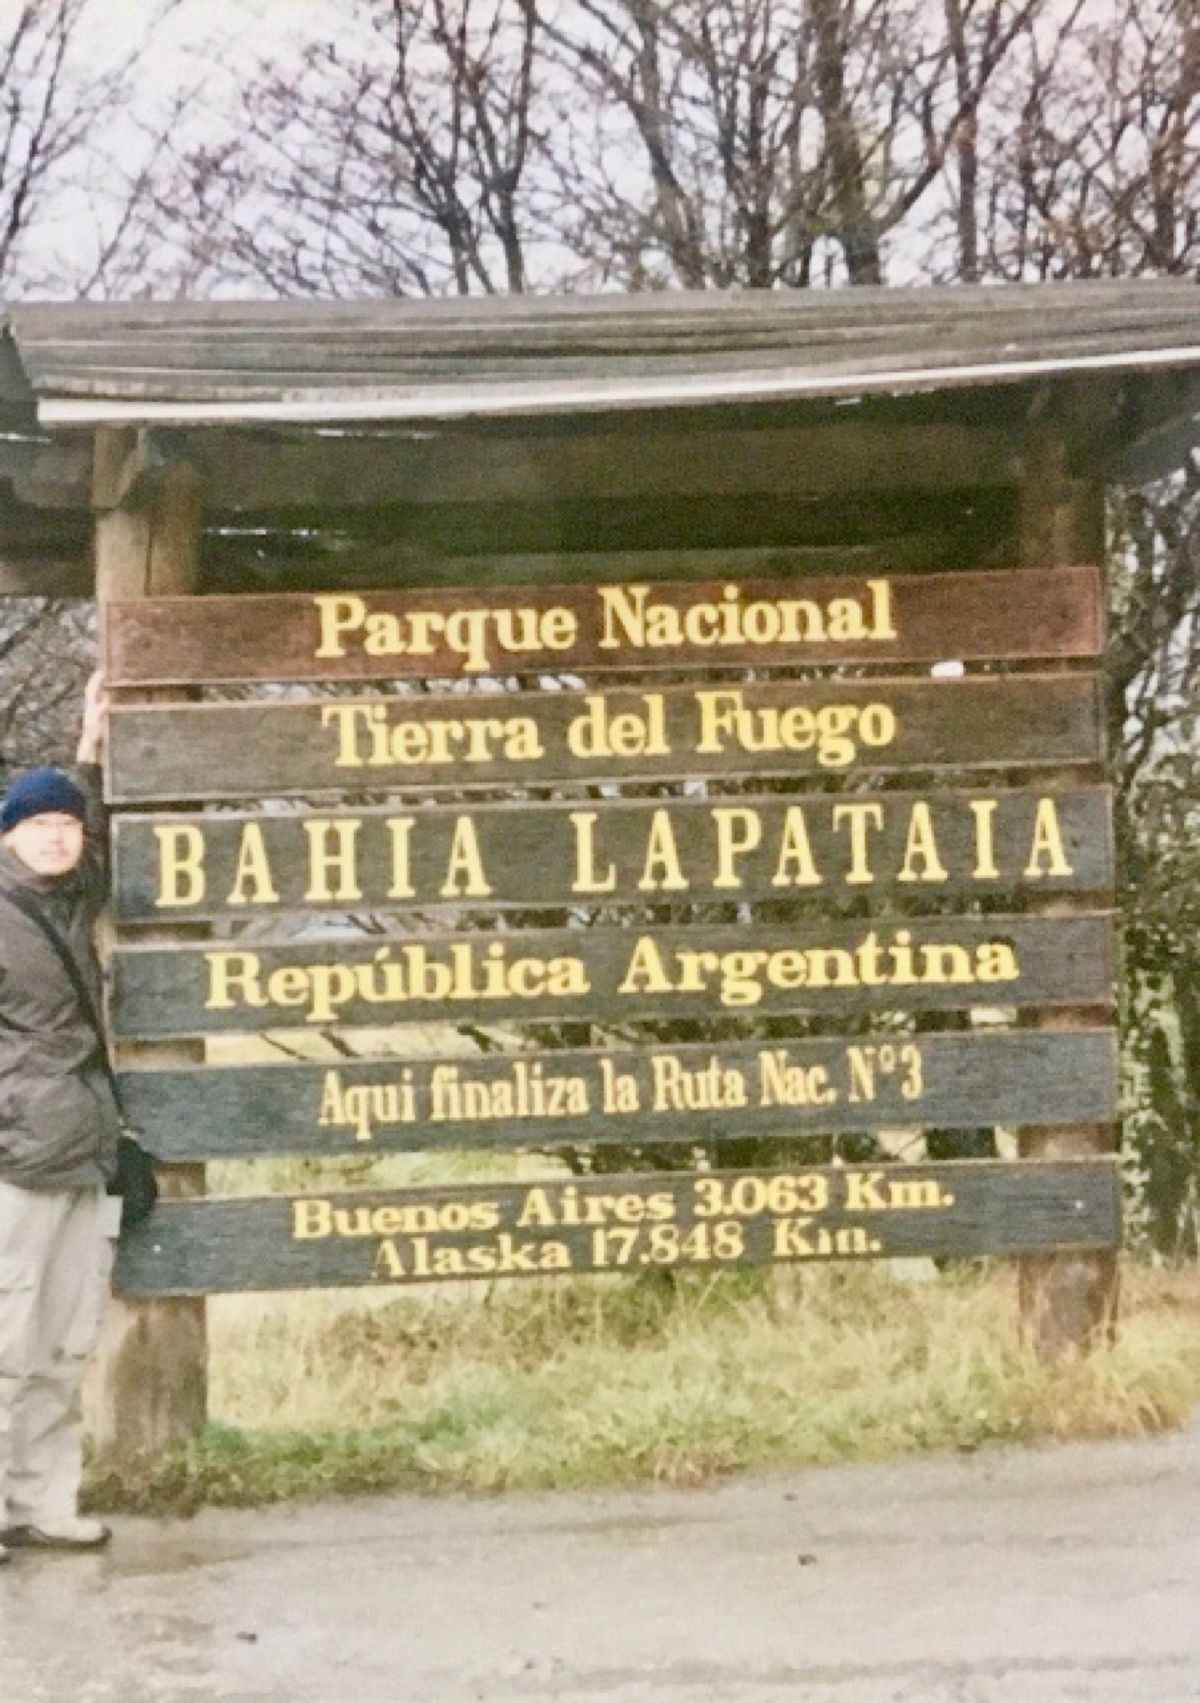 Parque Nacional
Tierra del Fuego
BAHIA LAPATAIA
República Argentina
Aqui finaliza la Ruta Nac. Nº 3
Buenos Aires 3.063 Km.
Alaska 17.848 Km.